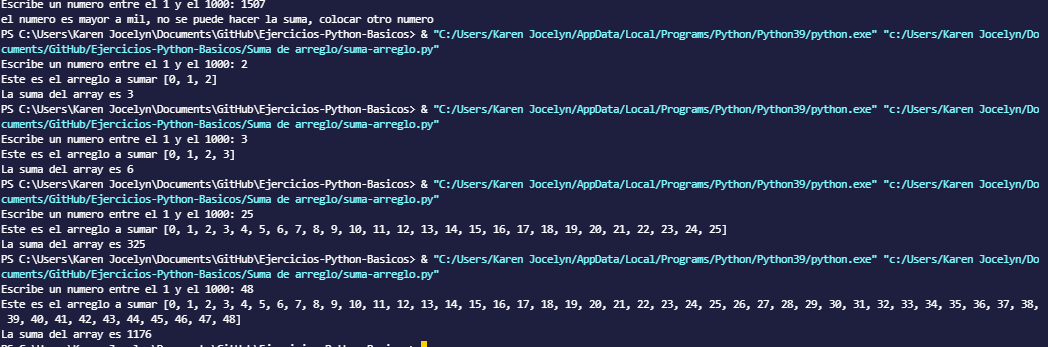 Escribe un numero entre el 1 y el 1000: 1507
el numero es mayor a mil, no se puede hacer la suma, colocar otro numero
PS C:\Users\Karen Jocelyn\Documents\GitHub\Ejercicios-Python-Basicos> & "C:/Users/Karen Jocelyn/AppData/Local/Programs/Python/Python39/python.exe" "c:/Users/Karen Jocelyn/Do
cuments/GitHub/Ejercicios-Python-Basicos/Suma de arreglo/suma-arreglo.py"
Escribe un numero entre el 1 y el 1000: 2
Este es el arreglo a sumar [0, 1, 2]
La suma del array es 3
PS C:\Users\Karen Jocelyn\Documents\GitHub\Ejercicios-Python-Basicos> & "C:/Users/Karen Jocelyn/AppData/Local/Programs/Python/Python39/python.exe" "c:/Users/Karen Jocelyn/Do
cuments/GitHub/Ejercicios-Python-Basicos/Suma de arreglo/suma-arreglo.py"
Escribe un numero entre el 1 y el 1000: 3
Este es el arreglo a sumar [0, 1, 2, 3]
La suma del array es 6
PS C:\Users\Karen Jocelyn\Documents\GitHub\Ejercicios-Python-Basicos> & "C:/Users/Karen Jocelyn/AppData/Local/Programs/Python/Python39/python.exe" "c:/Users/Karen Jocelyn/Do
cuments/GitHub/Ejercicios-Python-Basicos/Suma de arreglo/suma-arreglo.py"
Escribe un numero entre el 1 y el 1000: 25
Este es el arreglo a sumar [0, 1, 2, 3, 4, 5, 6, 7, 8, 9, 10, 11, 12, 13, 14, 15, 16, 17, 18, 19, 20, 21, 22, 23, 24, 25]
La suma del array es 325
PS C:\Users\Karen Jocelyn\Documents\GitHub\Ejercicios-Python-Basicos> & "C:/Users/Karen Jocelyn/AppData/Local/Programs/Python/Python39/python.exe" "c:/Users/Karen Jocelyn/Do
cuments/GitHub/Ejercicios-Python-Basicos/Suma de arreglo/suma-arreglo.py"
Escribe un numero entre el 1 y el 1000: 48
Este es el arreglo a sumar [0, 1, 2, 3, 4, 5, 6, 7, 8, 9, 10, 11, 12, 13, 14, 15, 16, 17, 18, 19, 20, 21, 22, 23, 24, 25, 26, 27, 28, 29, 30, 31, 32, 33, 34, 35, 36, 37, 38,
39, 40, 41, 42, 43, 44, 45, 46, 47, 48]
La suma del array es 1176
PS C:\Users\Karen Jocelyn\Documents\GitHub\Ejercicios-Python-Basicos>